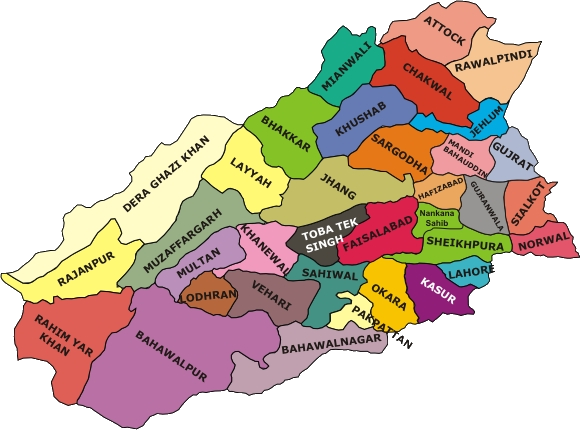 ATTOCK
RAWALPINDI
MIANWALI
CHAKWAL
JEHLUM
KHUSHAB
BHAKKAR
SARGODHA
MANDI
BAHAUDDIN
GUJRAT
DERA GHAZI KHAN
LAYYAH
JHANG
HAFIZABAD
GUJRANWALA
SIALKOT
Nankana
Sahib
MUZAFFARGARH
KHANEWAL
TOBA TEK
SINGH
FAISALABAD
SHEIKHPURA
NORWAL
RAJANPUR
MULTAN
SAHIWAL
LAHORE
LODHRAN
VEHARI
OKARA
KASUR
RAHIM YAR
KHAN
PAKPATTAN
BAHAWALPUR
BAHAWALNAGAR